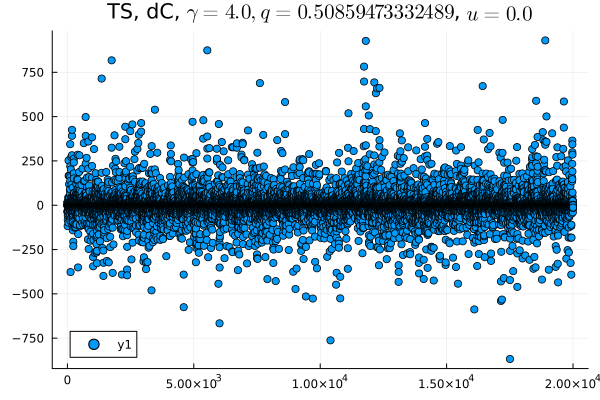 TS, dC, γ = 4.0, q = 0.50859473332489, u = 0.0
750
500
250
0
−250
−500
−750
y1
0 5.00×10³ 1.00×10⁴ 1.50×10⁴ 2.00×10⁴